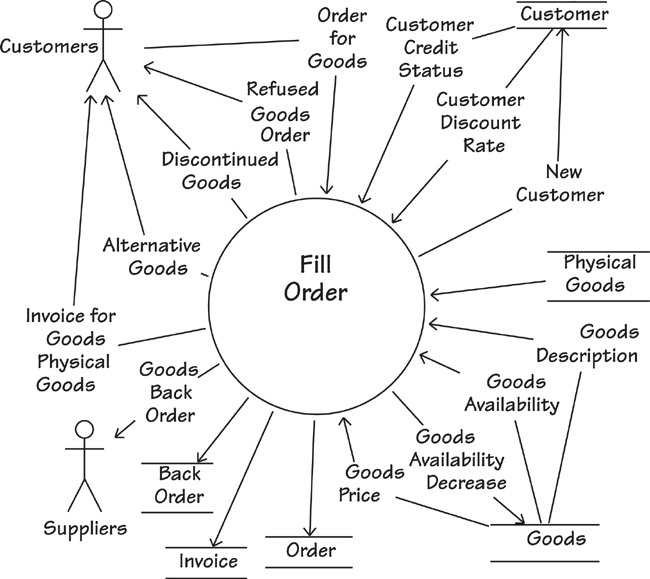 Customers
Order
for
Goods
Customer
Credit
Status
Customer
Refused
Goods
Order
Customer
Discount
Rate
Discontinued
Goods
New
Customer
Alternative
Goods
Fill
Order
Physical
Goods
Invoice for
Goods
Physical
Goods
Goods
Description
Goods
Back
Order
Goods
Availability
Goods
Availability
Decrease
Goods
Price
Back
Order
Suppliers
Invoice
Order
Goods